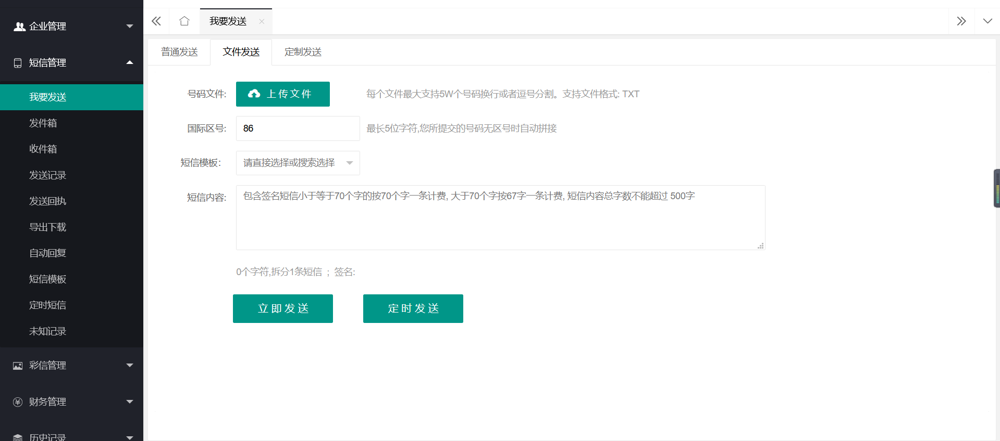 企业管理
短信管理
我要发送
发件箱
收件箱
发送记录
发送回执
导出下载
自动回复
短信模板
定时短信
未知记录
彩信管理
财务管理
历史记录
我要发送
普通发送 文件发送 定制发送
号码文件: 上传文件 每个文件最大支持5W个号码换行或者逗号分割。支持文件格式: TXT
国际区号: 86 最长5位字符,您所提交的号码无区号时自动拼接
短信模板: 请直接选择或搜索选择
短信内容: 包含签名短信小于等于70个字的按70个字一条计费, 大于70个字按67字一条计费, 短信内容总字数不能超过 500字
0个字符,拆分1条短信 ; 签名:
立即发送 定时发送